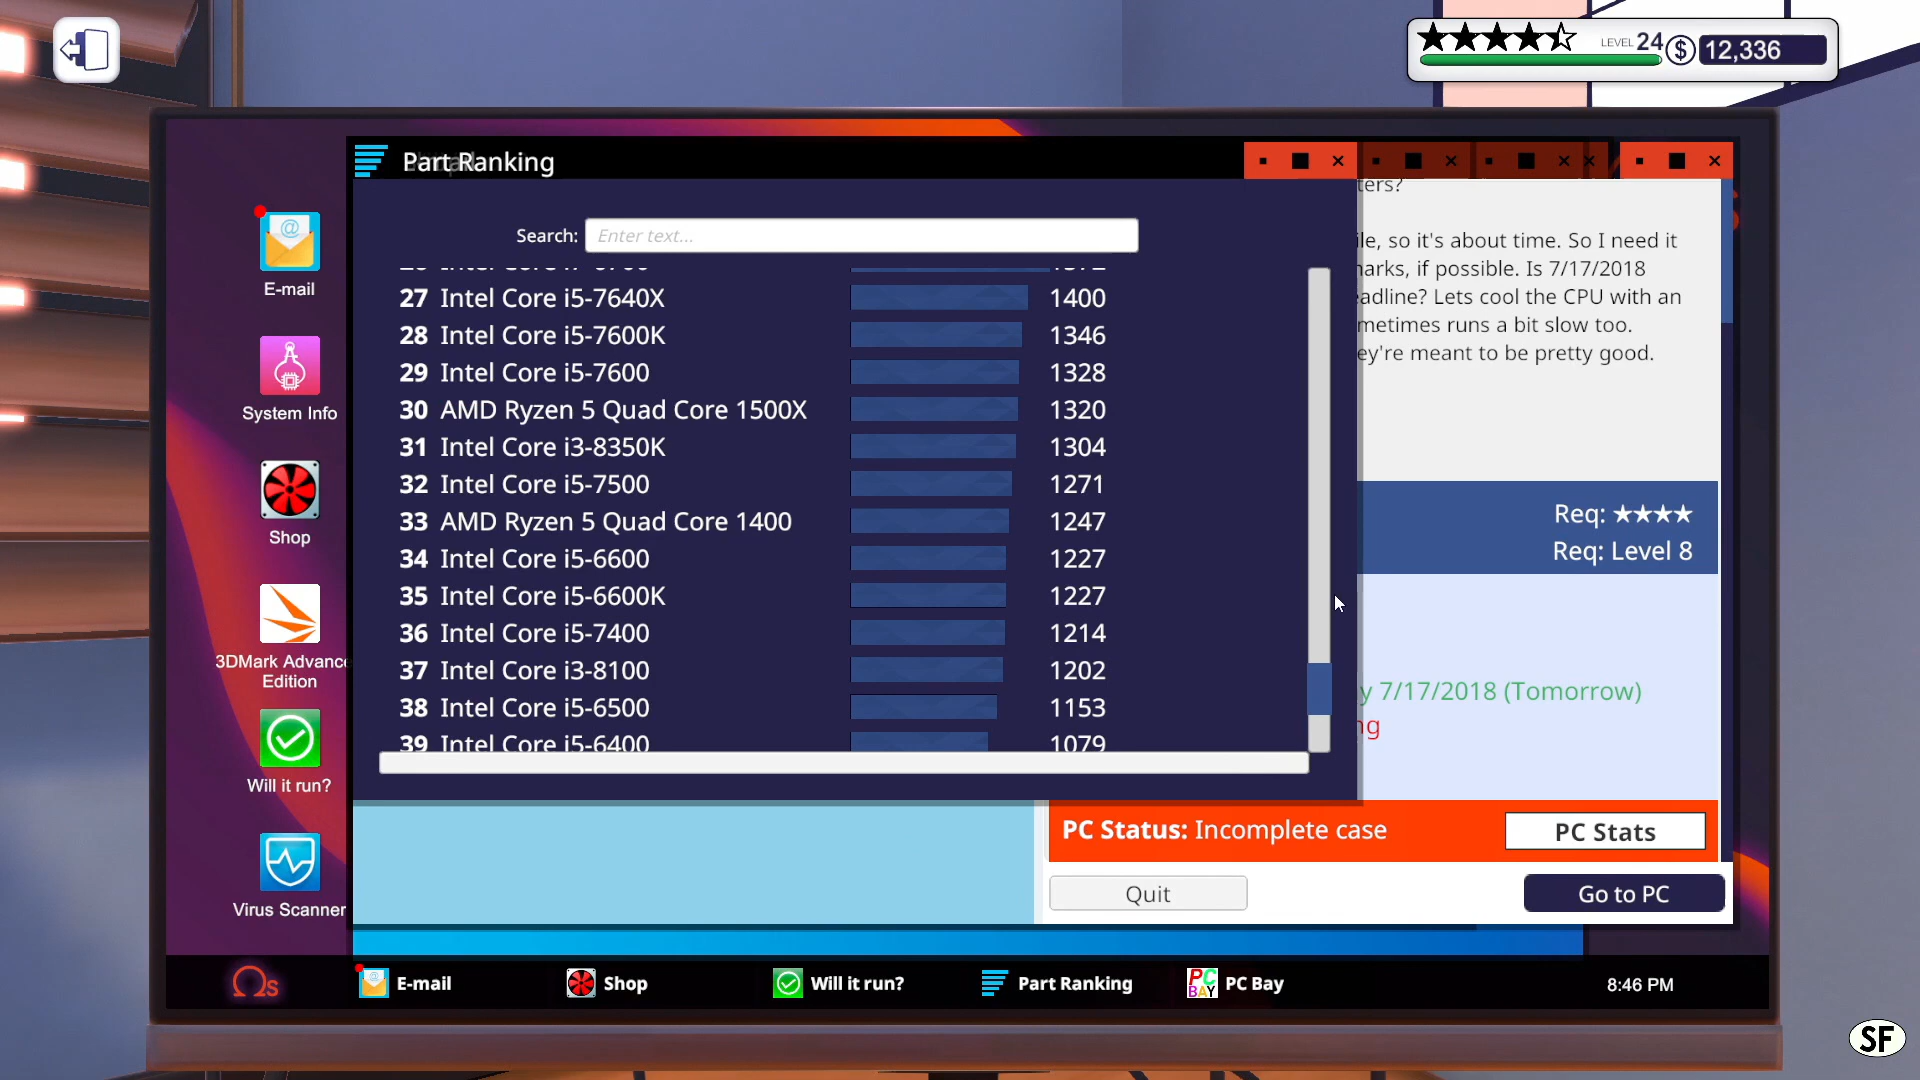 LEVEL 24 $ 12,336
Part Ranking
Search: Enter text...
27 Intel Core i5-7640X 1400
28 Intel Core i5-7600K 1346
29 Intel Core i5-7600 1328
30 AMD Ryzen 5 Quad Core 1500X 1320
31 Intel Core i3-8350K 1304
32 Intel Core i5-7500 1271
33 AMD Ryzen 5 Quad Core 1400 1247
34 Intel Core i5-6600 1227
35 Intel Core i5-6600K 1227
36 Intel Core i5-7400 1214
37 Intel Core i3-8100 1202
38 Intel Core i5-6500 1153
39 Intel Core i5-6400 1079
ters?
ile, so it's about time. So I need it
narks, if possible. Is 7/17/2018
eadline? Lets cool the CPU with an
metimes runs a bit slow too.
ey're meant to be pretty good.
Req: ★★★★
Req: Level 8
y 7/17/2018 (Tomorrow)
ng
PC Status: Incomplete case
PC Stats
Quit
Go to PC
E-mail
System Info
Shop
3DMark Advanc
Edition
Will it run?
Virus Scanner
Ωs
E-mail
Shop
Will it run?
Part Ranking
PC BAY
PC Bay
8:46 PM
SF